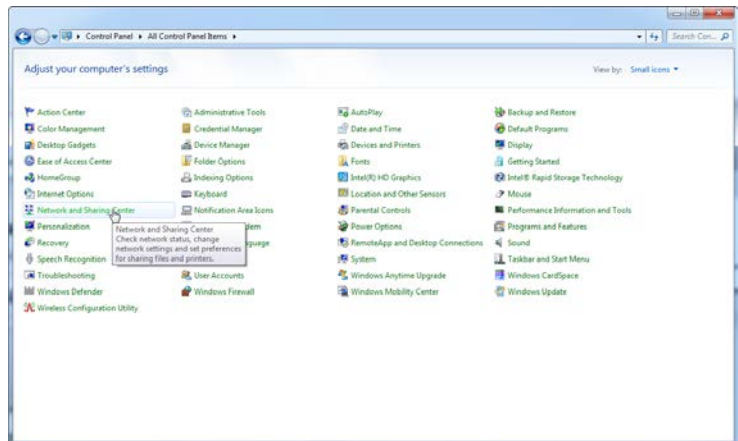 Control Panel ▸ All Control Panel Items ▸
Search Con...
Adjust your computer's settings
View by: Small icons
Action Center
Administrative Tools
AutoPlay
Backup and Restore
Color Management
Credential Manager
Date and Time
Default Programs
Desktop Gadgets
Device Manager
Devices and Printers
Display
Ease of Access Center
Folder Options
Fonts
Getting Started
HomeGroup
Indexing Options
Intel(R) HD Graphics
Intel® Rapid Storage Technology
Internet Options
Keyboard
Location and Other Sensors
Mouse
Network and Sharing Center
Notification Area Icons
Parental Controls
Performance Information and Tools
Personalization
dem
Power Options
Programs and Features
Recovery
guage
RemoteApp and Desktop Connections
Sound
Speech Recognition
System
Taskbar and Start Menu
Network and Sharing Center
Check network status, change
network settings and set preferences
for sharing files and printers.
Troubleshooting
User Accounts
Windows Anytime Upgrade
Windows CardSpace
Windows Defender
Windows Firewall
Windows Mobility Center
Windows Update
Wireless Configuration Utility